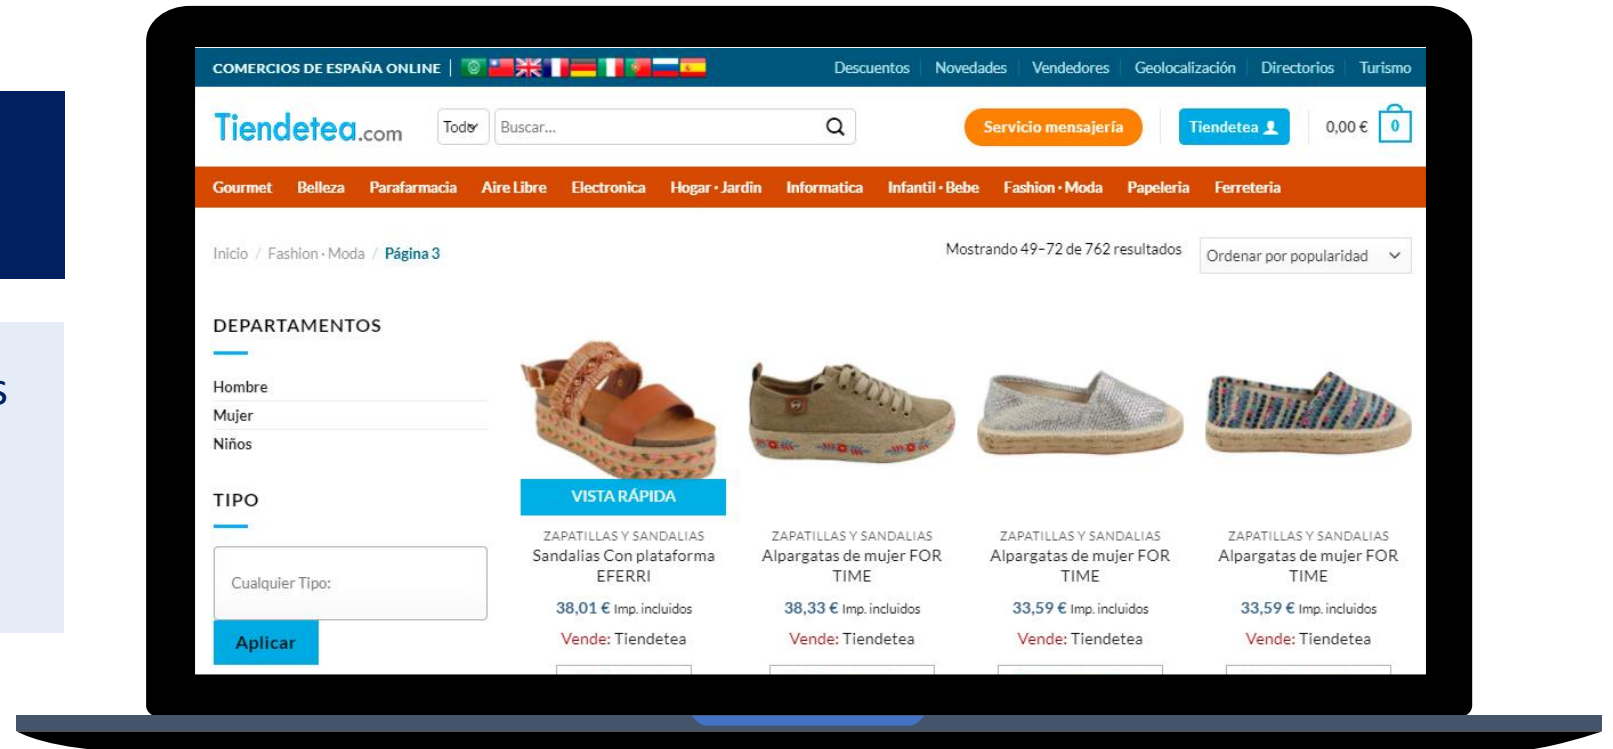 COMERCIOS DE ESPAÑA ONLINE
Descuentos Novedades Vendedores Geolocalización Directorios Turismo
Tiendetea.com
Todo
Buscar...
Servicio mensajería
Tiendetea
0,00 €
0
Gourmet Belleza Parafarmacia Aire Libre Electronica Hogar · Jardin Informatica Infantil · Bebe Fashion · Moda Papeleria Ferreteria
Inicio / Fashion · Moda / Página 3
Mostrando 49–72 de 762 resultados
Ordenar por popularidad
DEPARTAMENTOS
Hombre
Mujer
Niños
TIPO
Cualquier Tipo:
Aplicar
VISTA RÁPIDA
ZAPATILLAS Y SANDALIAS
Sandalias Con plataforma
EFERRI
38,01 € Imp. incluidos
Vende: Tiendetea
ZAPATILLAS Y SANDALIAS
Alpargatas de mujer FOR
TIME
38,33 € Imp. incluidos
Vende: Tiendetea
ZAPATILLAS Y SANDALIAS
Alpargatas de mujer FOR
TIME
33,59 € Imp. incluidos
Vende: Tiendetea
ZAPATILLAS Y SANDALIAS
Alpargatas de mujer FOR
TIME
33,59 € Imp. incluidos
Vende: Tiendetea